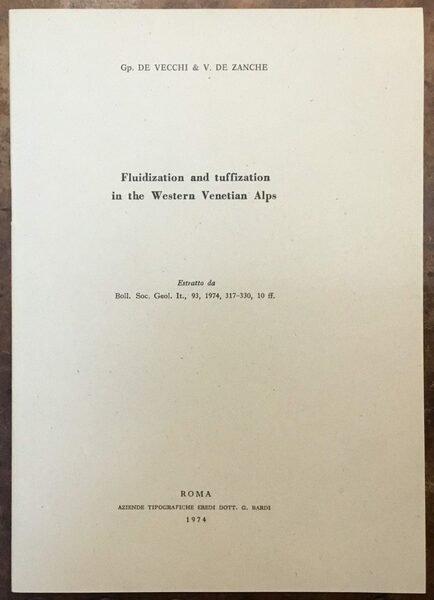 Gp. DE VECCHI & V. DE ZANCHE
Fluidization and tuffization
in the Western Venetian Alps
Estratto da
Boll. Soc. Geol. It., 93, 1974, 317-330, 10 ff.
ROMA
AZIENDE TIPOGRAFICHE EREDI DOTT. G. BARDI
1974